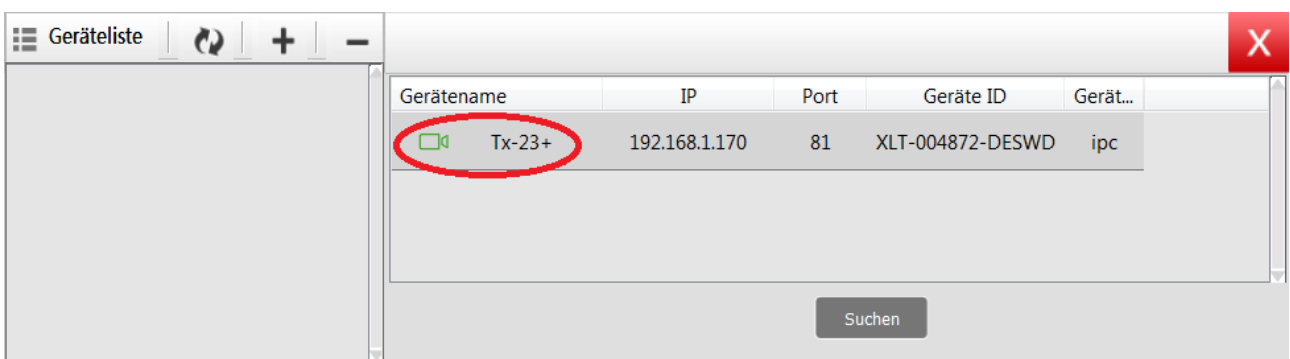 Geräteliste
X
Gerätename IP Port Geräte ID Gerät...
Tx-23+ 192.168.1.170 81 XLT-004872-DESWD ipc
Suchen